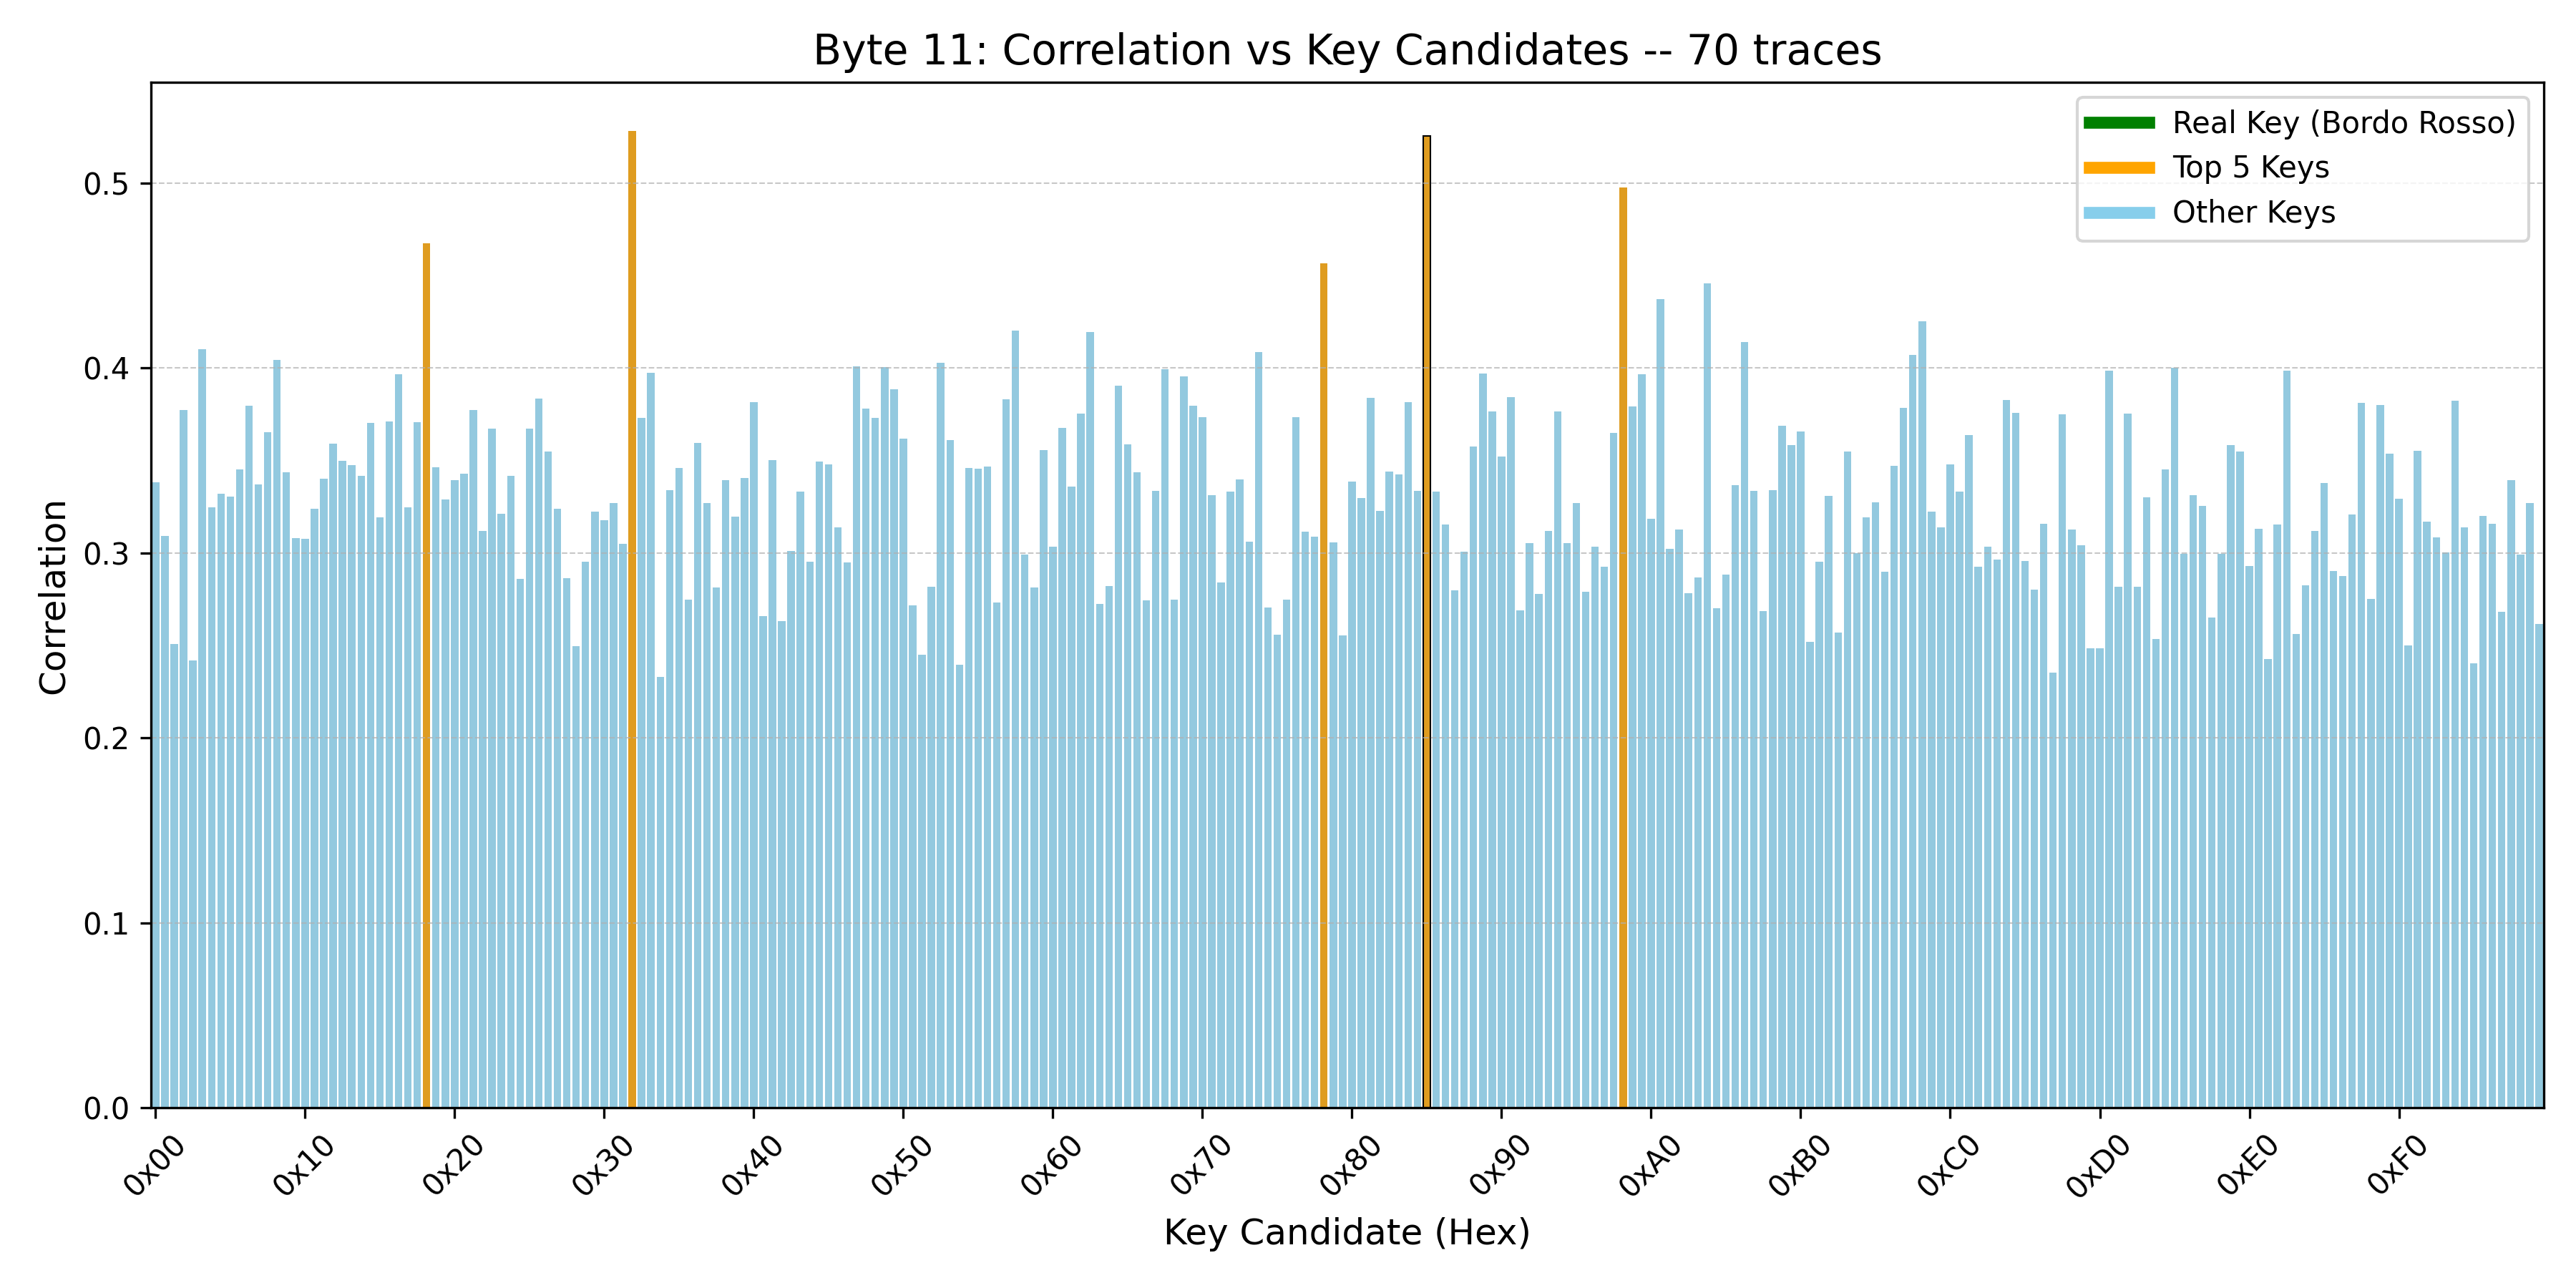 Byte 11: Correlation vs Key Candidates -- 70 traces
Real Key (Bordo Rosso)
Top 5 Keys
Other Keys
Correlation
0.5
0.4
0.3
0.2
0.1
0.0
0x00 0x10 0x20 0x30 0x40 0x50 0x60 0x70 0x80 0x90 0xA0 0xB0 0xC0 0xD0 0xE0 0xF0
Key Candidate (Hex)